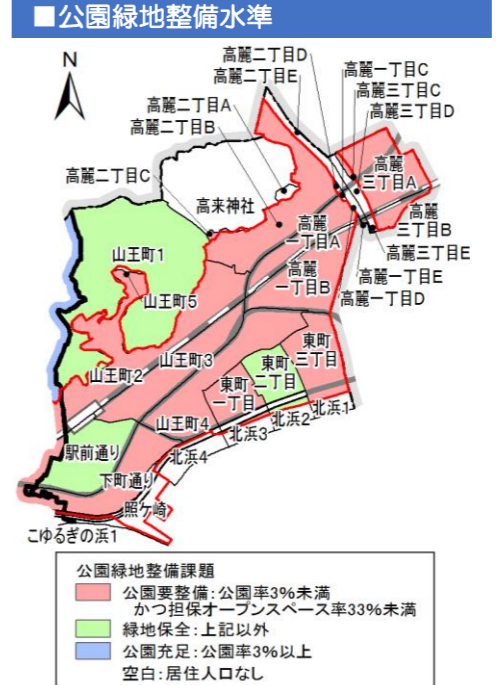 ■公園緑地整備水準
N
高麗二丁目D
高麗二丁目E
高麗一丁目C
高麗三丁目C
高麗三丁目D
高麗二丁目A
高麗二丁目B
高麗二丁目C
高来神社
高麗
三丁目A
高麗
三丁目B
高麗三丁目E
高麗一丁目E
高麗一丁目D
高麗
一丁目A
高麗
一丁目B
山王町1
山王町5
山王町3
山王町2
東町
三丁目
東町
二丁目
東町
一丁目
山王町4
北浜1
北浜2
北浜3
北浜4
駅前通り
下町通り
照ケ崎
こゆるぎの浜1
公園緑地整備課題
公園要整備:公園率3%未満
かつ担保オープンスペース率33%未満
緑地保全:上記以外
公園充足:公園率3%以上
空白:居住人口なし